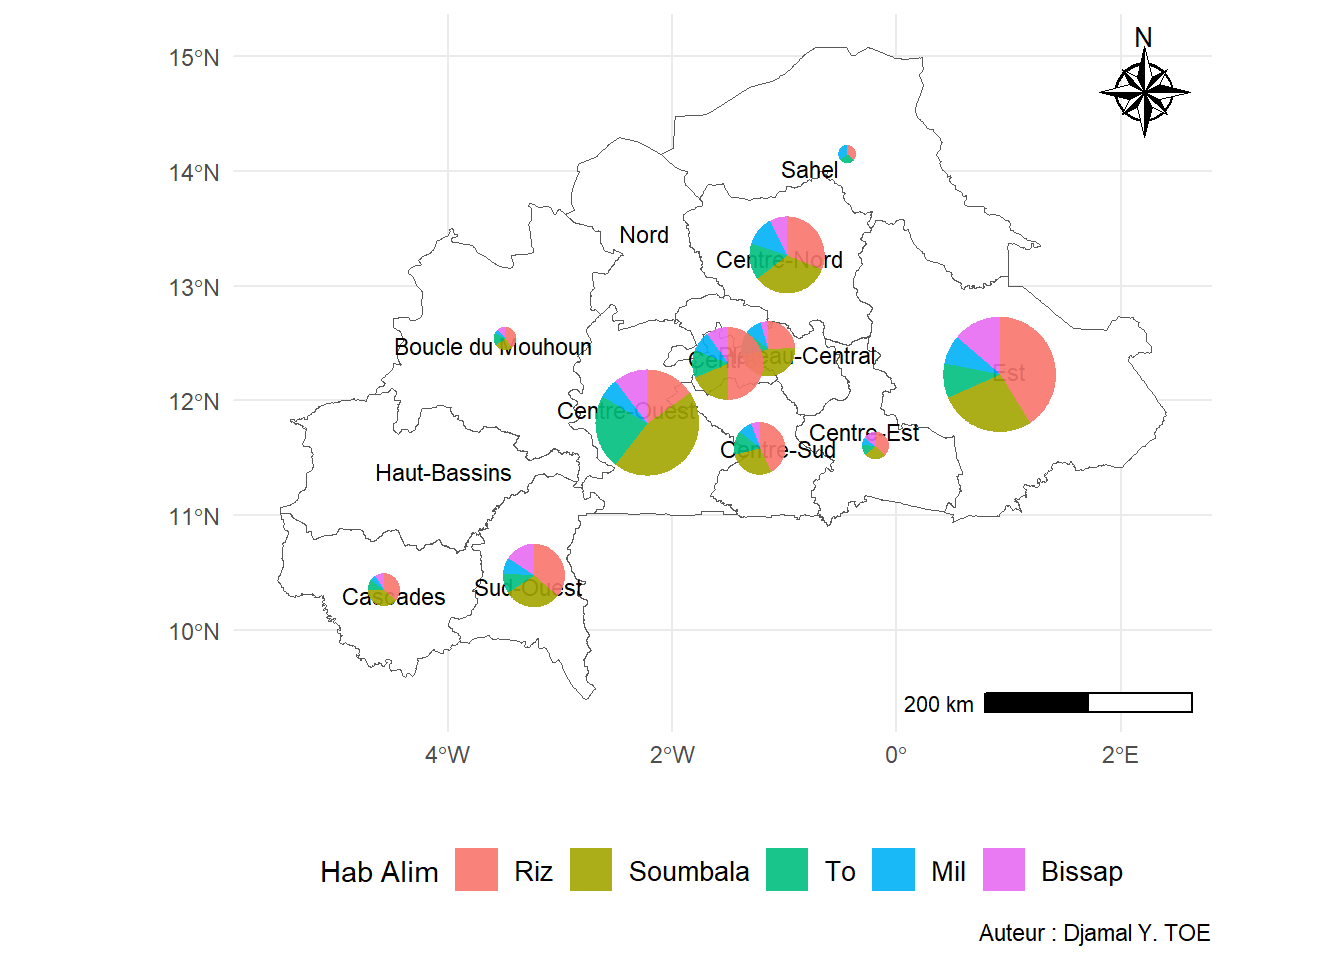 N
15°N
14°N
13°N
12°N
11°N
10°N
Sahel
Nord
Centre-Nord
Boucle du Mouhoun
Plateau-Central
Centre
Est
Centre-Ouest
Centre-Est
Centre-Sud
Haut-Bassins
Sud-Ouest
Cascades
200 km
4°W 2°W 0° 2°E
Hab Alim Riz Soumbala To Mil Bissap
Auteur : Djamal Y. TOE